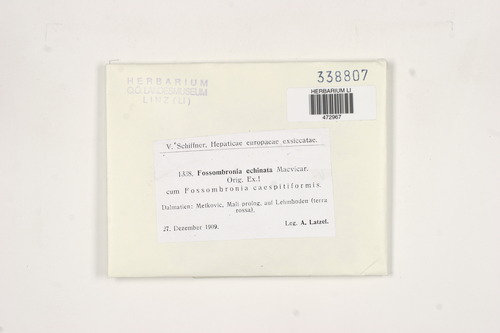 HERBARIUM
O.Ö. LANDESMUSEUM
LINZ (LI)
338807
HERBARIUM LI
472967
V. Schiffner, Hepaticae europaeae exsiccatae.
1338. Fossombronia echinata Macvicar.
Orig. Ex.!
cum Fossombronia caespitiformis.
Dalmatien: Metkovic, Mali prolog, auf Lehmboden (terra
rossa).
27. Dezember 1909.
Leg. A. Latzel.